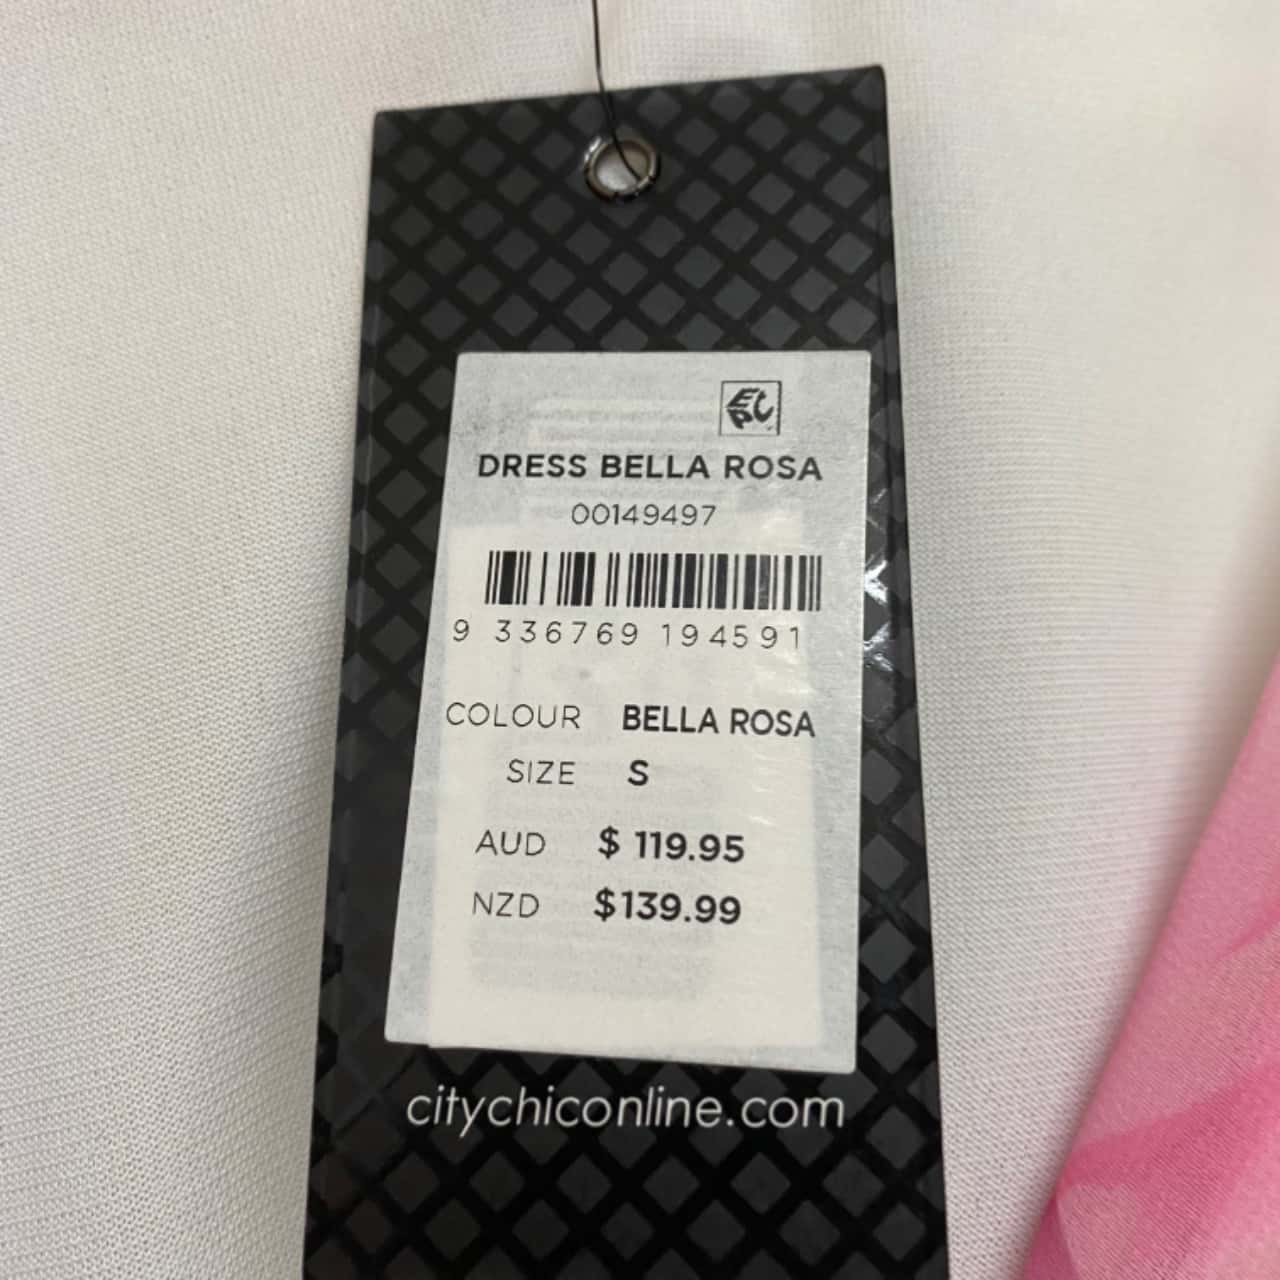 EPC
DRESS BELLA ROSA
00149497
9 336769 194591
COLOUR BELLA ROSA
SIZE S
AUD $ 119.95
NZD $139.99
citychiconline.com